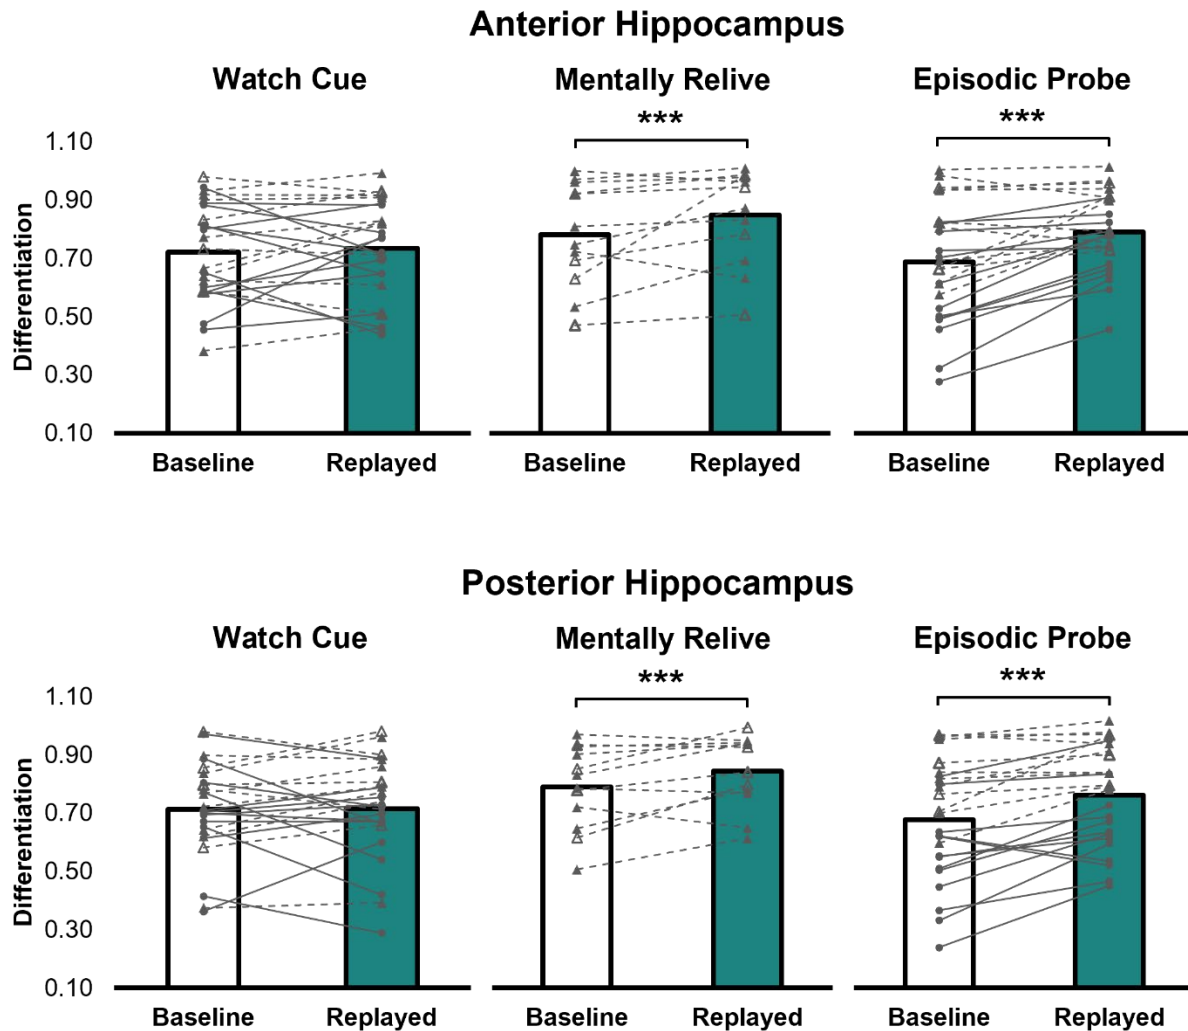 Anterior Hippocampus
Watch Cue Mentally Relive Episodic Probe
*** ***
Differentiation
1.10
0.90
0.70
0.50
0.30
0.10
Baseline Replayed Baseline Replayed Baseline Replayed
Posterior Hippocampus
Watch Cue Mentally Relive Episodic Probe
*** ***
Differentiation
1.10
0.90
0.70
0.50
0.30
0.10
Baseline Replayed Baseline Replayed Baseline Replayed